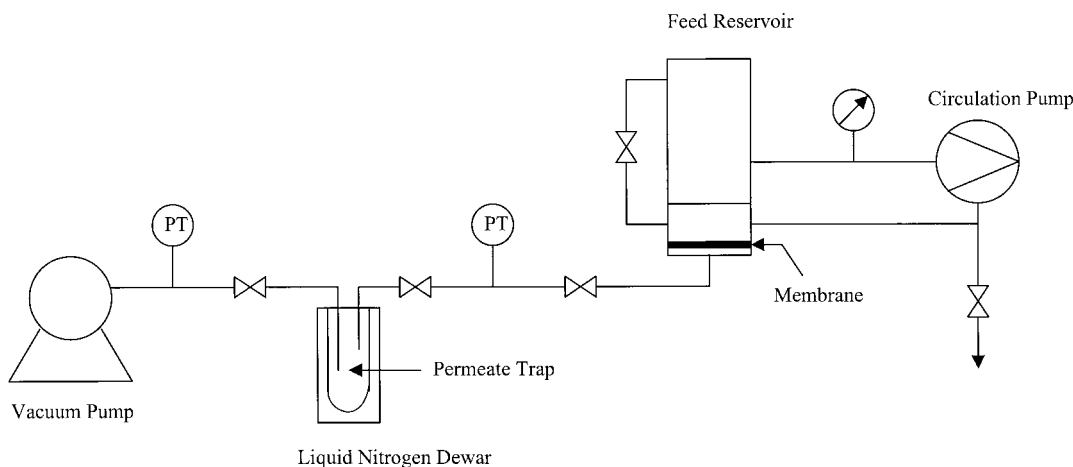 Feed Reservoir
Circulation Pump
PT
PT
Membrane
Permeate Trap
Vacuum Pump
Liquid Nitrogen Dewar